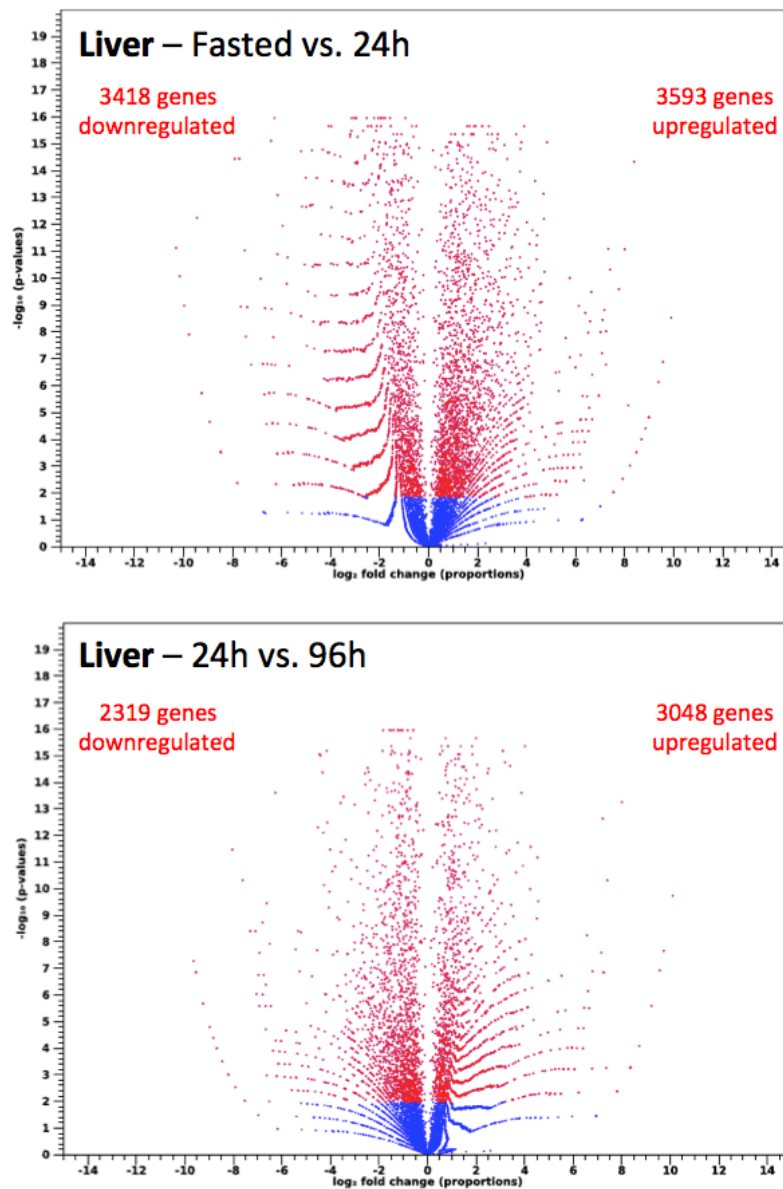 Liver – Fasted vs. 24h
3418 genes
downregulated
3593 genes
upregulated
19
18
17
16
15
14
13
12
11
10
9
8
7
6
5
4
3
2
1
0
-log₁₀ (p-values)
-14 -12 -10 -8 -6 -4 -2 0 2 4 6 8 10 12 14
log₂ fold change (proportions)
Liver – 24h vs. 96h
2319 genes
downregulated
3048 genes
upregulated
19
18
17
16
15
14
13
12
11
10
9
8
7
6
5
4
3
2
1
0
-log₁₀ (p-values)
-14 -12 -10 -8 -6 -4 -2 0 2 4 6 8 10 12 14
log₂ fold change (proportions)